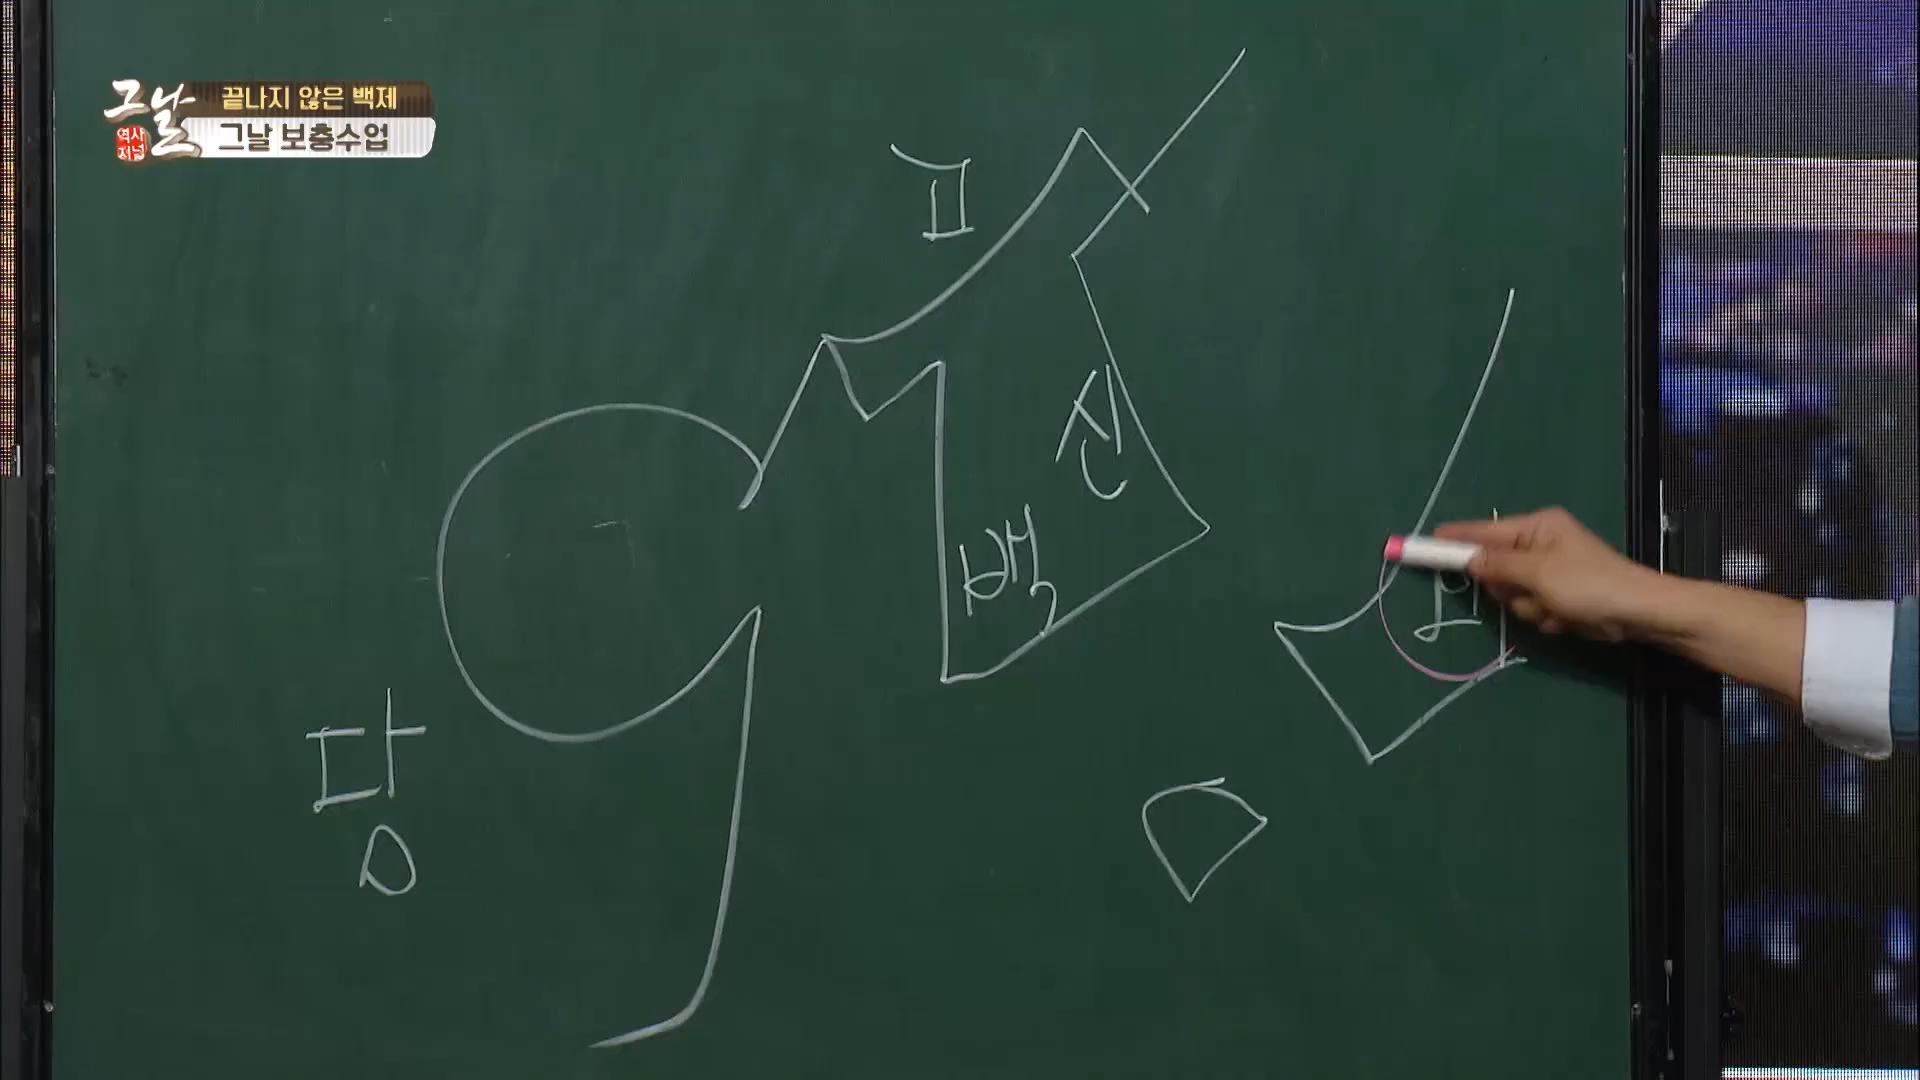 그날
역사
저널
끝나지 않은 백제
그날 보충수업
고
신
백
당